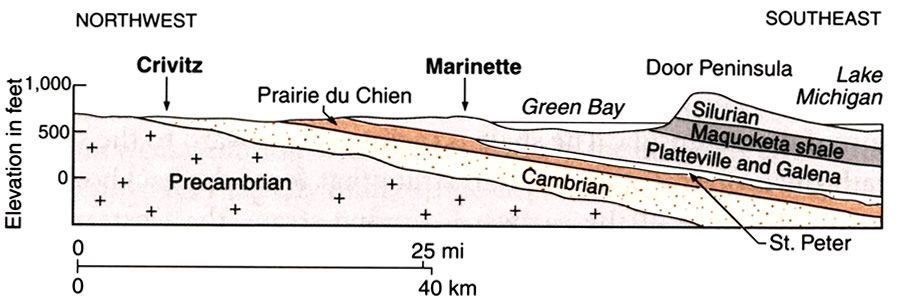 NORTHWEST
SOUTHEAST
Crivitz
Marinette
Door Peninsula
Lake
Michigan
Elevation in feet
1,000
500
0
Prairie du Chien
Green Bay
Silurian
Maquoketa shale
Platteville and Galena
Precambrian
Cambrian
St. Peter
0
25 mi
0
40 km